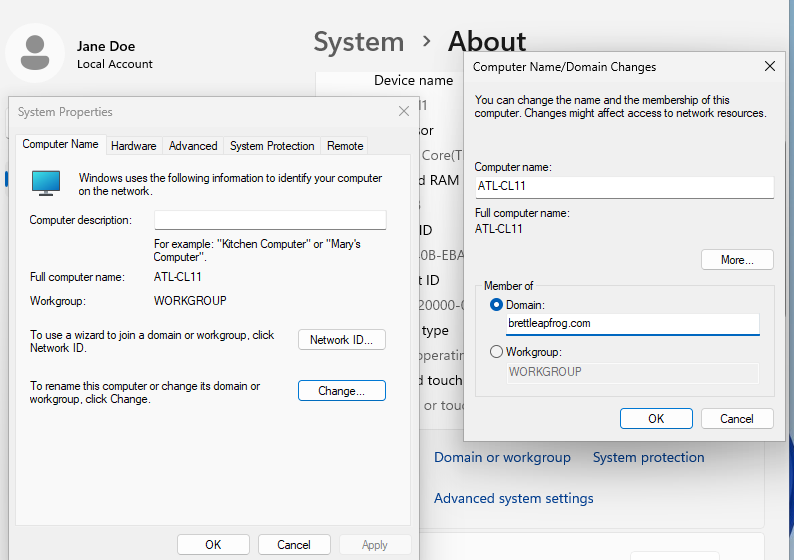 Jane Doe
Local Account
System > About
Device name
System Properties
Computer Name
Hardware
Advanced
System Protection
Remote
Windows uses the following information to identify your computer
on the network.
Computer description:
For example: "Kitchen Computer" or "Mary's
Computer".
Full computer name:
ATL-CL11
Workgroup:
WORKGROUP
To use a wizard to join a domain or workgroup, click
Network ID.
Network ID...
To rename this computer or change its domain or
workgroup, click Change.
Change...
OK
Cancel
Apply
Core(T
RAM
ID
0B-EBA
ID
20000-0
type
operatin
touch
or touc
Computer Name/Domain Changes
You can change the name and the membership of this
computer. Changes might affect access to network resources.
Computer name:
ATL-CL11
Full computer name:
ATL-CL11
More...
Member of
Domain:
brettleapfrog.com
Workgroup:
WORKGROUP
OK
Cancel
Domain or workgroup
System protection
Advanced system settings